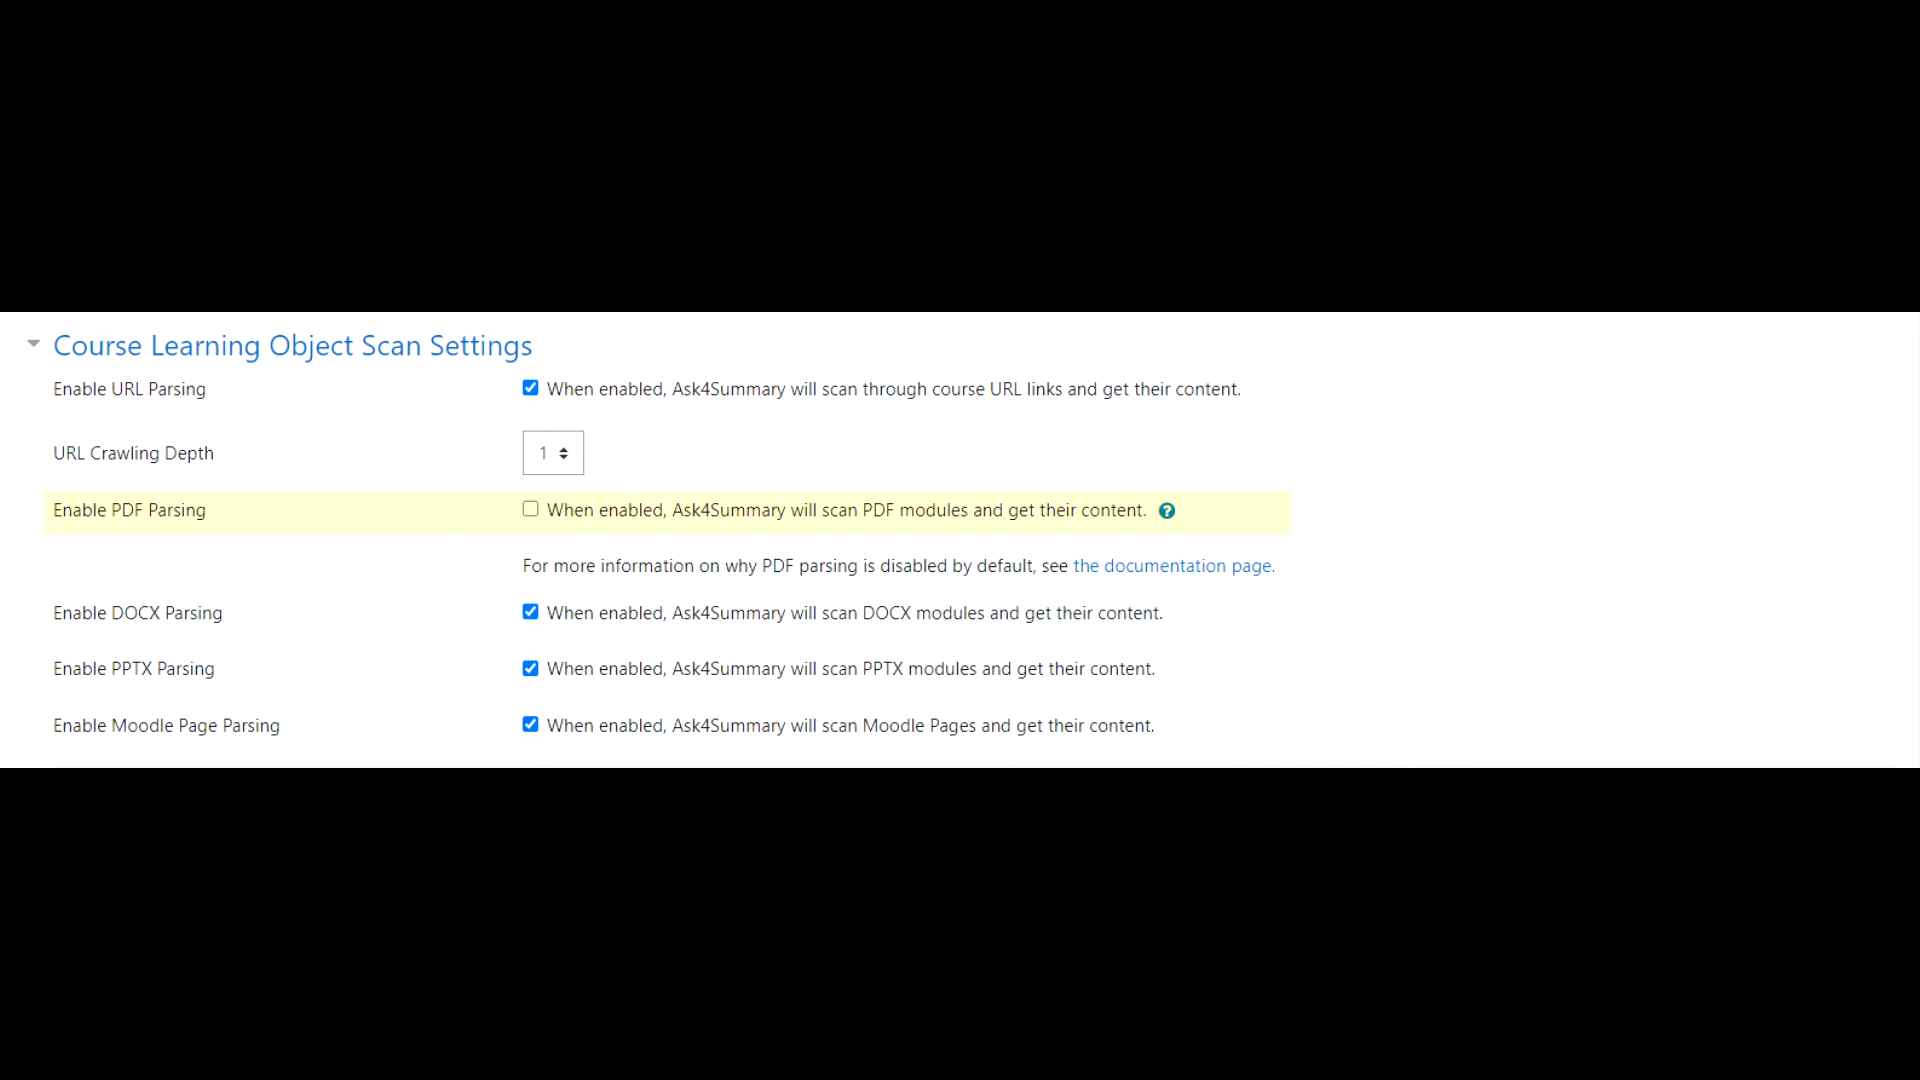 Course Learning Object Scan Settings
Enable URL Parsing When enabled, Ask4Summary will scan through course URL links and get their content.
URL Crawling Depth 1
Enable PDF Parsing When enabled, Ask4Summary will scan PDF modules and get their content. ?
For more information on why PDF parsing is disabled by default, see the documentation page.
Enable DOCX Parsing When enabled, Ask4Summary will scan DOCX modules and get their content.
Enable PPTX Parsing When enabled, Ask4Summary will scan PPTX modules and get their content.
Enable Moodle Page Parsing When enabled, Ask4Summary will scan Moodle Pages and get their content.